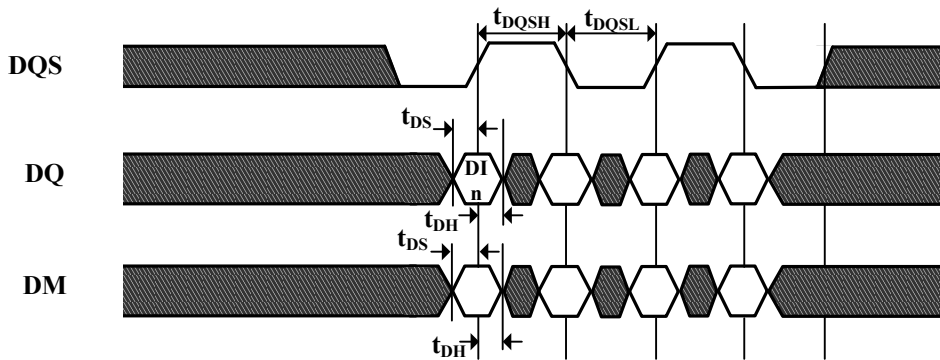 tDQSH tDQSL
DQS
tDS
DQ
DI
n
tDH
tDS
DM
tDH